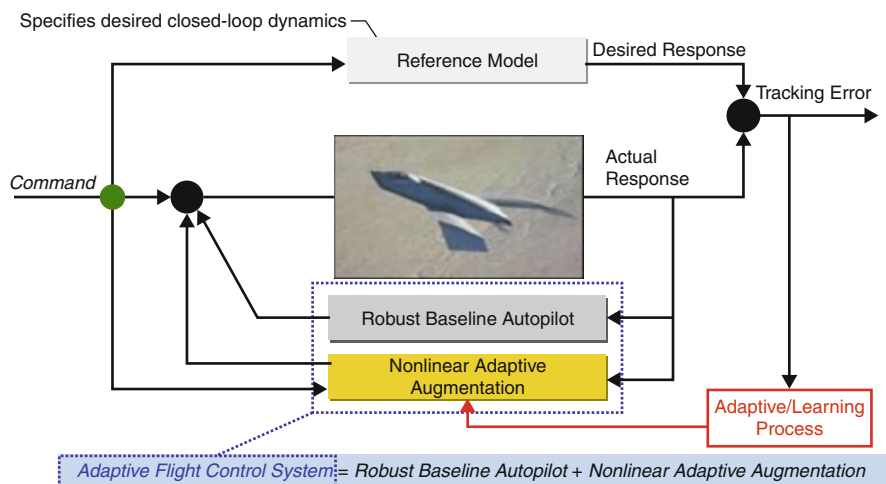 Specifies desired closed-loop dynamics
Reference Model
Desired Response
Tracking Error
Actual
Response
Command
Robust Baseline Autopilot
Nonlinear Adaptive
Augmentation
Adaptive/Learning
Process
Adaptive Flight Control System = Robust Baseline Autopilot + Nonlinear Adaptive Augmentation